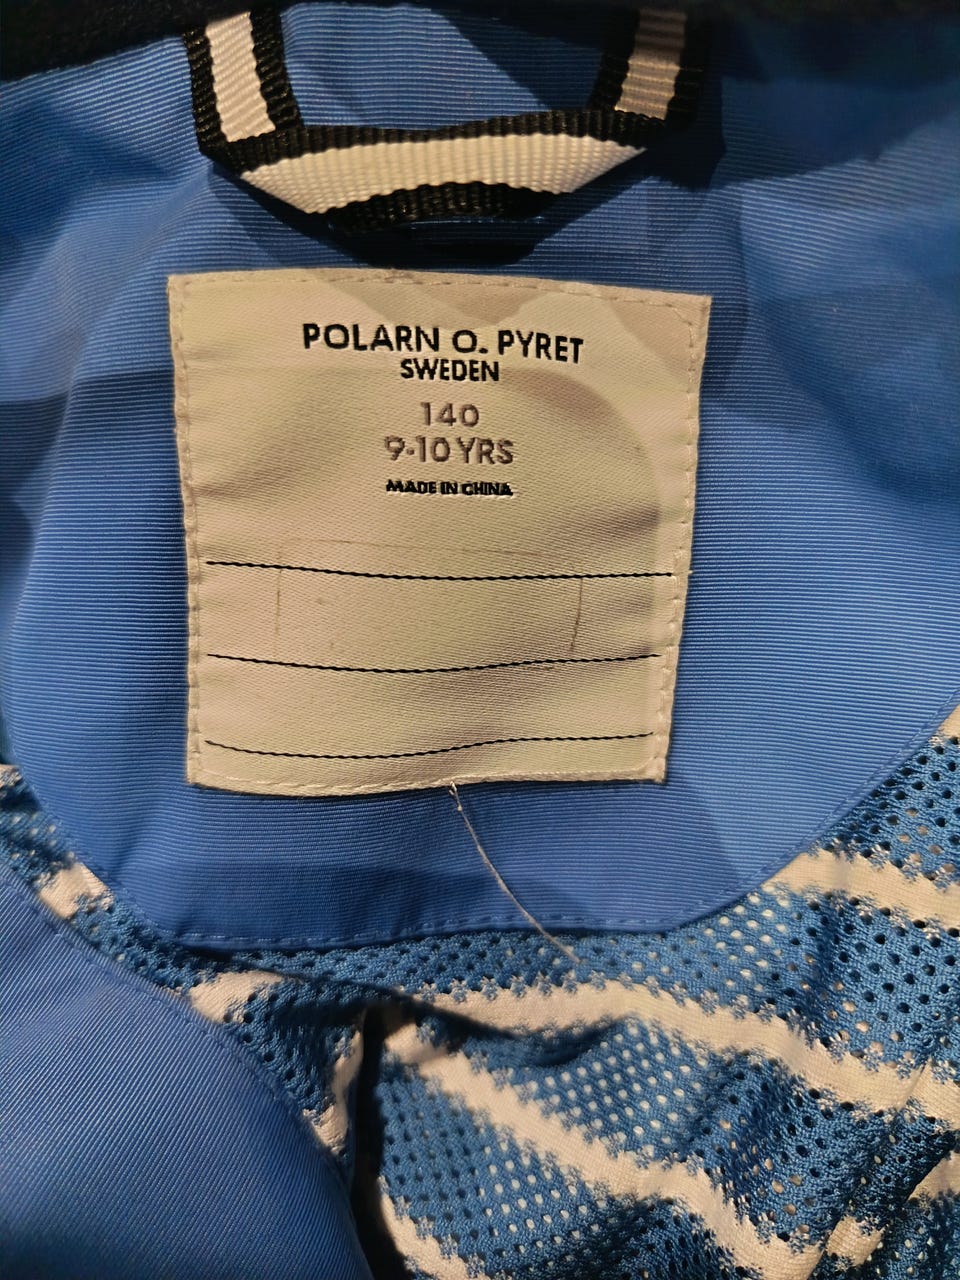 POLARN O. PYRET
SWEDEN
140
9-10 YRS
MADE IN CHINA